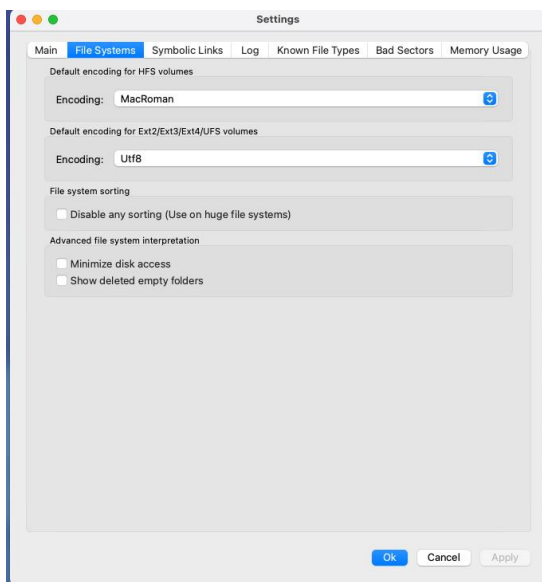 Settings
Main File Systems Symbolic Links Log Known File Types Bad Sectors Memory Usage
Default encoding for HFS volumes
Encoding: MacRoman
Default encoding for Ext2/Ext3/Ext4/UFS volumes
Encoding: Utf8
File system sorting
Disable any sorting (Use on huge file systems)
Advanced file system interpretation
Minimize disk access
Show deleted empty folders
Ok Cancel Apply